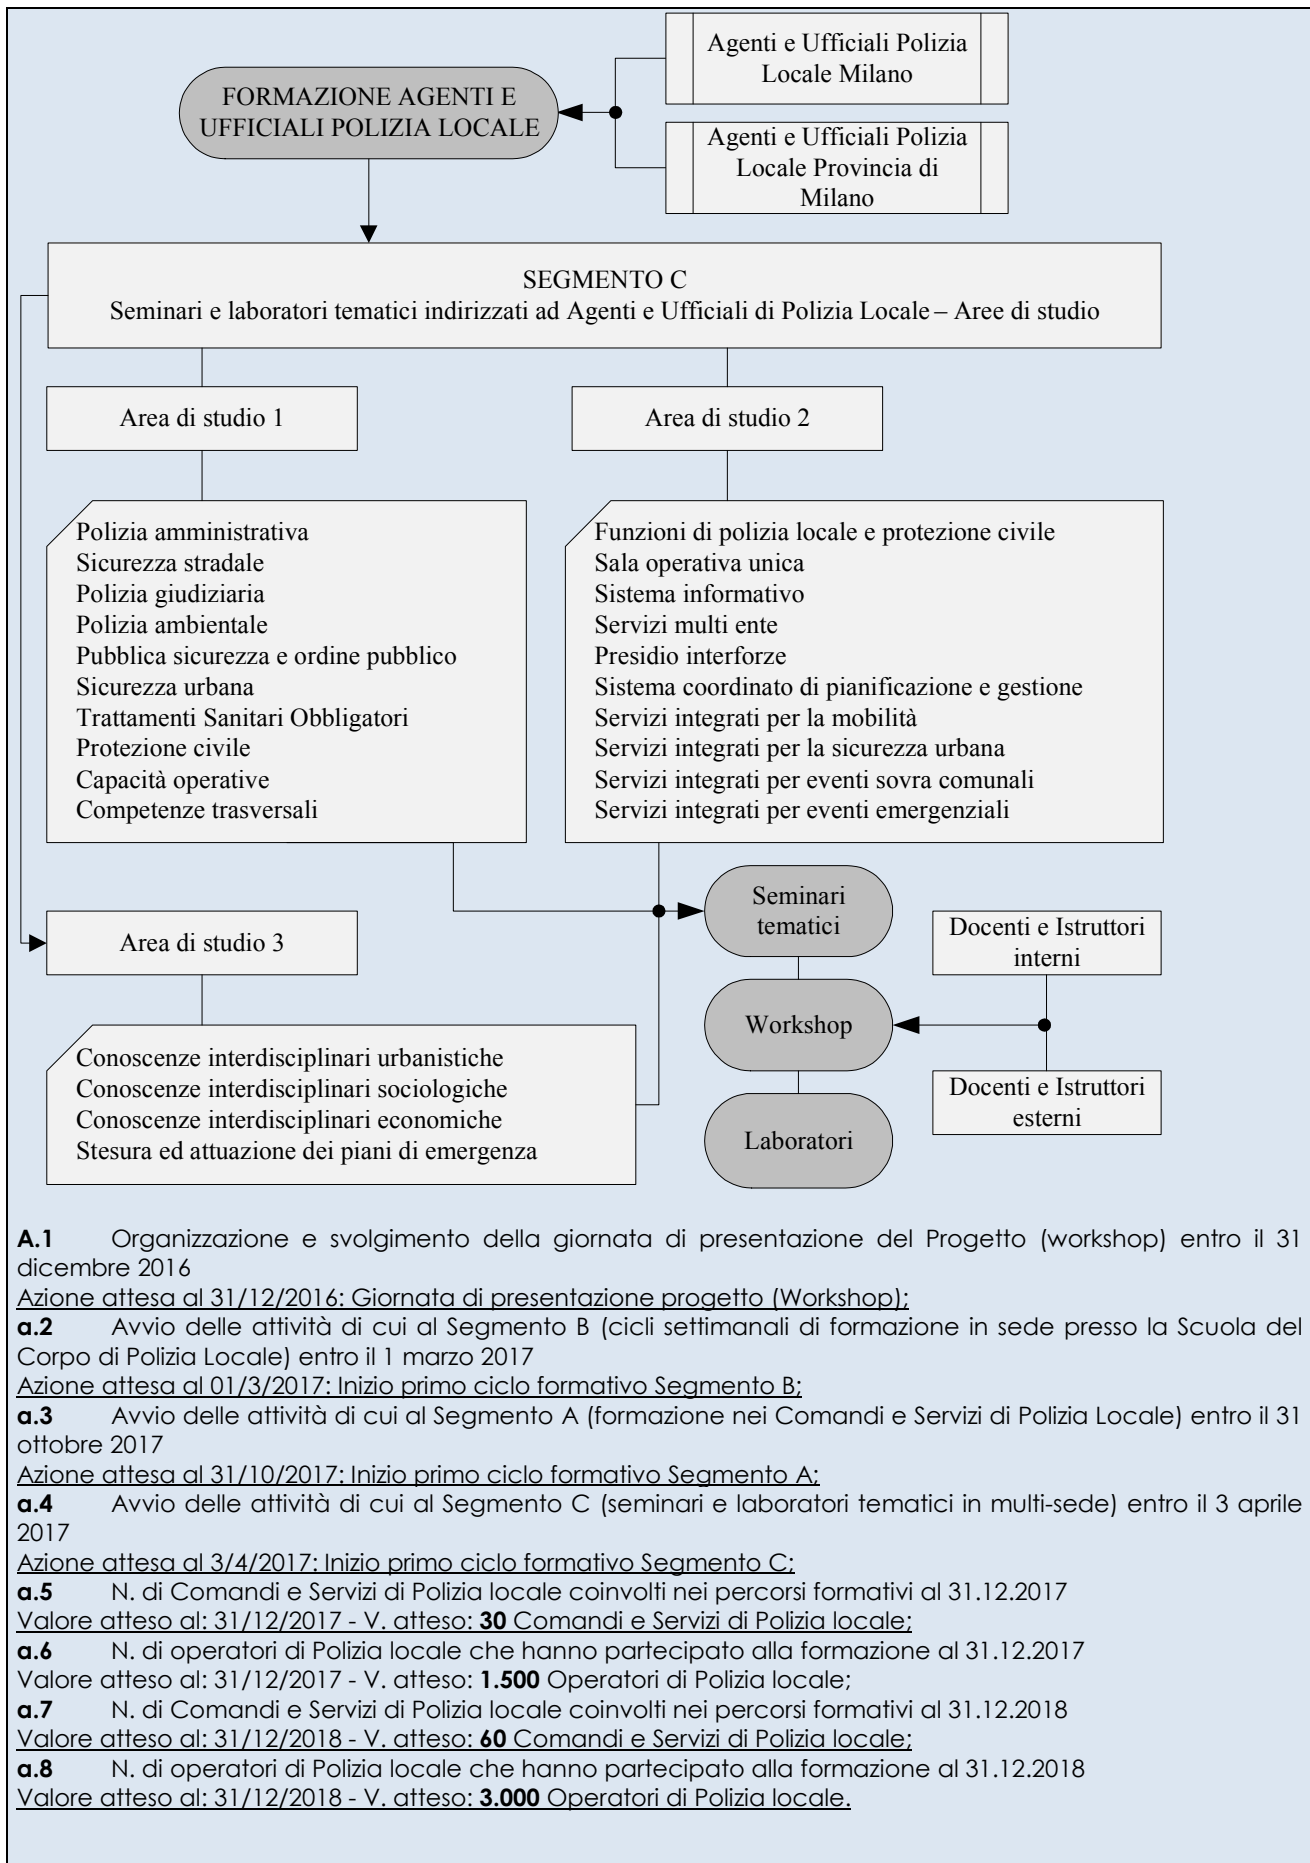 Agenti e Ufficiali Polizia
Locale Milano
FORMAZIONE AGENTI E
UFFICIALI POLIZIA LOCALE
Agenti e Ufficiali Polizia
Locale Provincia di
Milano
SEGMENTO C
Seminari e laboratori tematici indirizzati ad Agenti e Ufficiali di Polizia Locale – Aree di studio
Area di studio 1
Area di studio 2
Polizia amministrativa
Sicurezza stradale
Polizia giudiziaria
Polizia ambientale
Pubblica sicurezza e ordine pubblico
Sicurezza urbana
Trattamenti Sanitari Obbligatori
Protezione civile
Capacità operative
Competenze trasversali
Funzioni di polizia locale e protezione civile
Sala operativa unica
Sistema informativo
Servizi multi ente
Presidio interforze
Sistema coordinato di pianificazione e gestione
Servizi integrati per la mobilità
Servizi integrati per la sicurezza urbana
Servizi integrati per eventi sovra comunali
Servizi integrati per eventi emergenziali
Seminari
tematici
Area di studio 3
Docenti e Istruttori
interni
Workshop
Conoscenze interdisciplinari urbanistiche
Conoscenze interdisciplinari sociologiche
Conoscenze interdisciplinari economiche
Stesura ed attuazione dei piani di emergenza
Docenti e Istruttori
esterni
Laboratori
A.1 Organizzazione e svolgimento della giornata di presentazione del Progetto (workshop) entro il 31
dicembre 2016
Azione attesa al 31/12/2016: Giornata di presentazione progetto (Workshop);
a.2 Avvio delle attività di cui al Segmento B (cicli settimanali di formazione in sede presso la Scuola del
Corpo di Polizia Locale) entro il 1 marzo 2017
Azione attesa al 01/3/2017: Inizio primo ciclo formativo Segmento B;
a.3 Avvio delle attività di cui al Segmento A (formazione nei Comandi e Servizi di Polizia Locale) entro il 31
ottobre 2017
Azione attesa al 31/10/2017: Inizio primo ciclo formativo Segmento A;
a.4 Avvio delle attività di cui al Segmento C (seminari e laboratori tematici in multi-sede) entro il 3 aprile
2017
Azione attesa al 3/4/2017: Inizio primo ciclo formativo Segmento C;
a.5 N. di Comandi e Servizi di Polizia locale coinvolti nei percorsi formativi al 31.12.2017
Valore atteso al: 31/12/2017 - V. atteso: 30 Comandi e Servizi di Polizia locale;
a.6 N. di operatori di Polizia locale che hanno partecipato alla formazione al 31.12.2017
Valore atteso al: 31/12/2017 - V. atteso: 1.500 Operatori di Polizia locale;
a.7 N. di Comandi e Servizi di Polizia locale coinvolti nei percorsi formativi al 31.12.2018
Valore atteso al: 31/12/2018 - V. atteso: 60 Comandi e Servizi di Polizia locale;
a.8 N. di operatori di Polizia locale che hanno partecipato alla formazione al 31.12.2018
Valore atteso al: 31/12/2018 - V. atteso: 3.000 Operatori di Polizia locale.